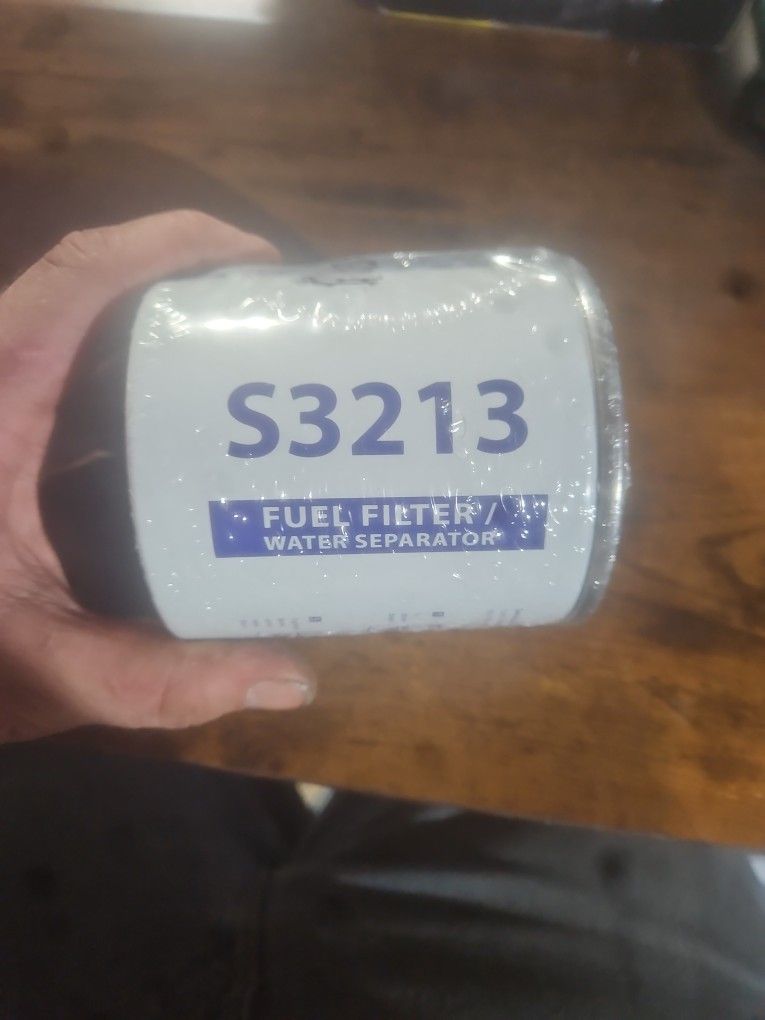 S3213
FUEL FILTER /
WATER SEPARATOR